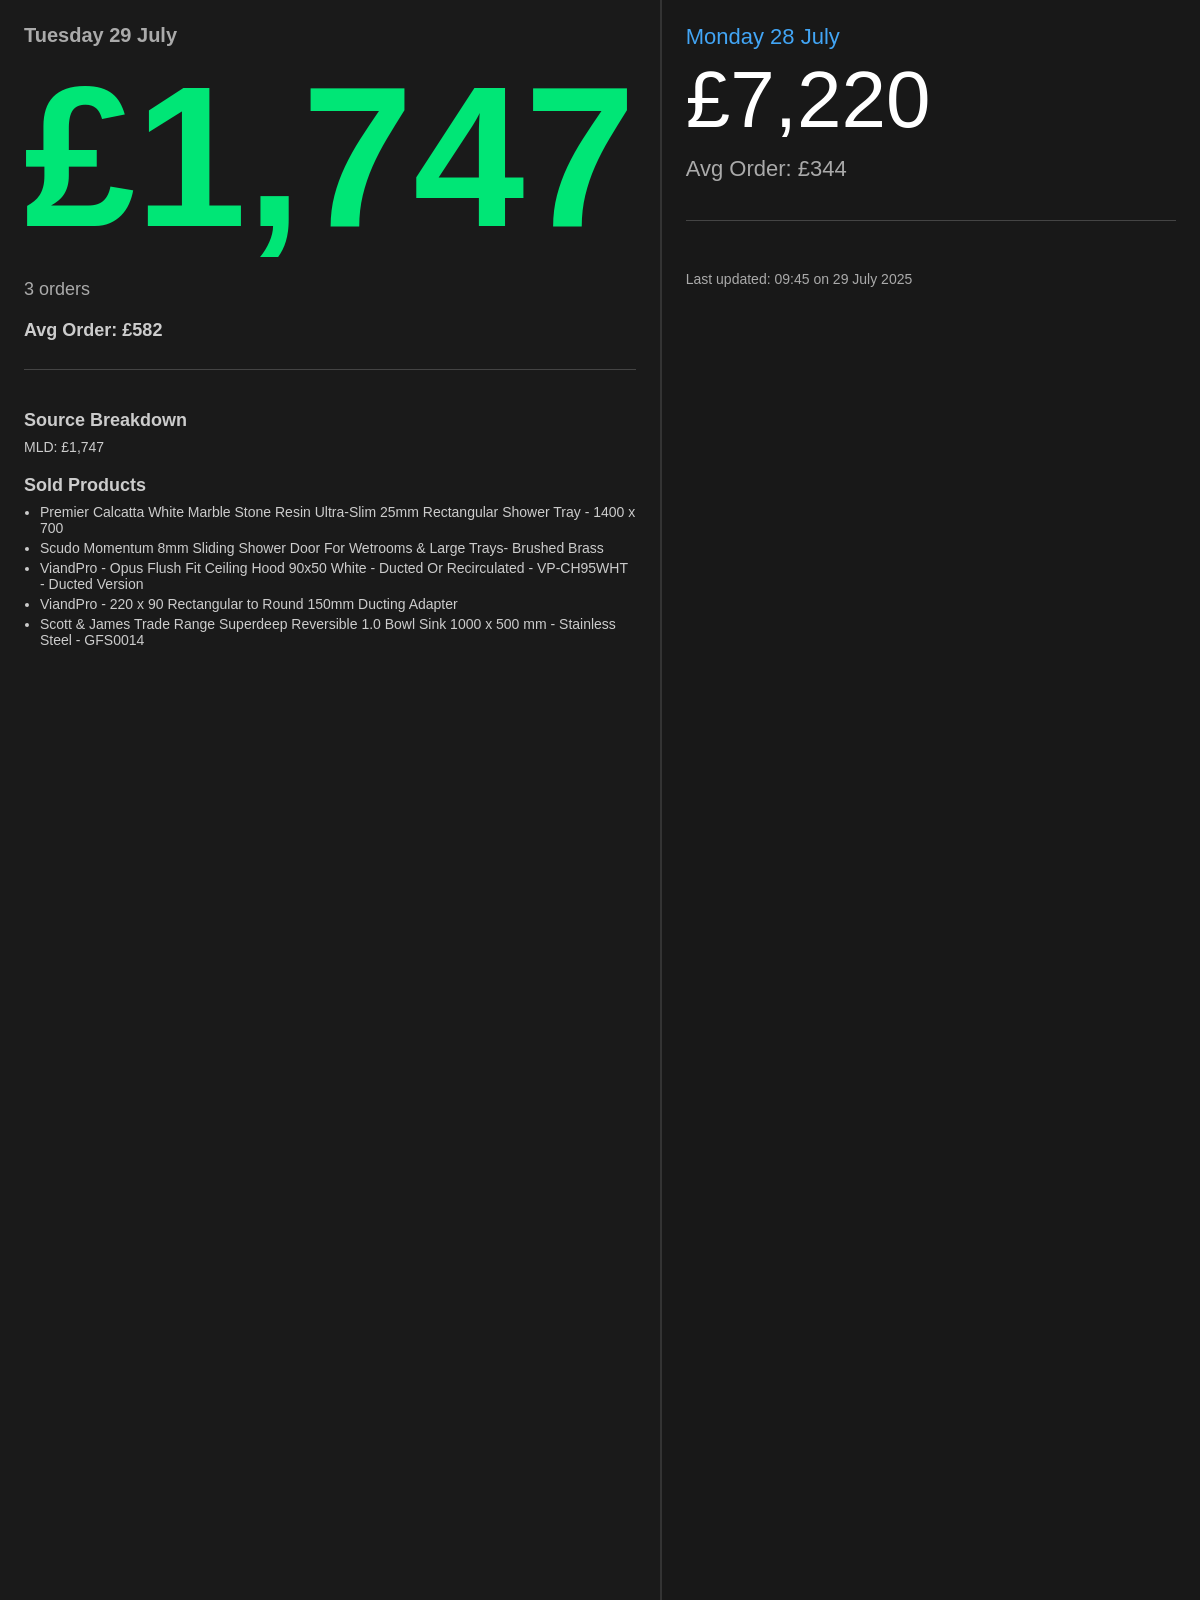 Tuesday 29 July
£1,747
3 orders
Avg Order: £582
Source Breakdown
MLD: £1,747
Sold Products
• Premier Calcatta White Marble Stone Resin Ultra-Slim 25mm Rectangular Shower Tray - 1400 x
700
• Scudo Momentum 8mm Sliding Shower Door For Wetrooms & Large Trays- Brushed Brass
• ViandPro - Opus Flush Fit Ceiling Hood 90x50 White - Ducted Or Recirculated - VP-CH95WHT
- Ducted Version
• ViandPro - 220 x 90 Rectangular to Round 150mm Ducting Adapter
• Scott & James Trade Range Superdeep Reversible 1.0 Bowl Sink 1000 x 500 mm - Stainless
Steel - GFS0014
Monday 28 July
£7,220
Avg Order: £344
Last updated: 09:45 on 29 July 2025